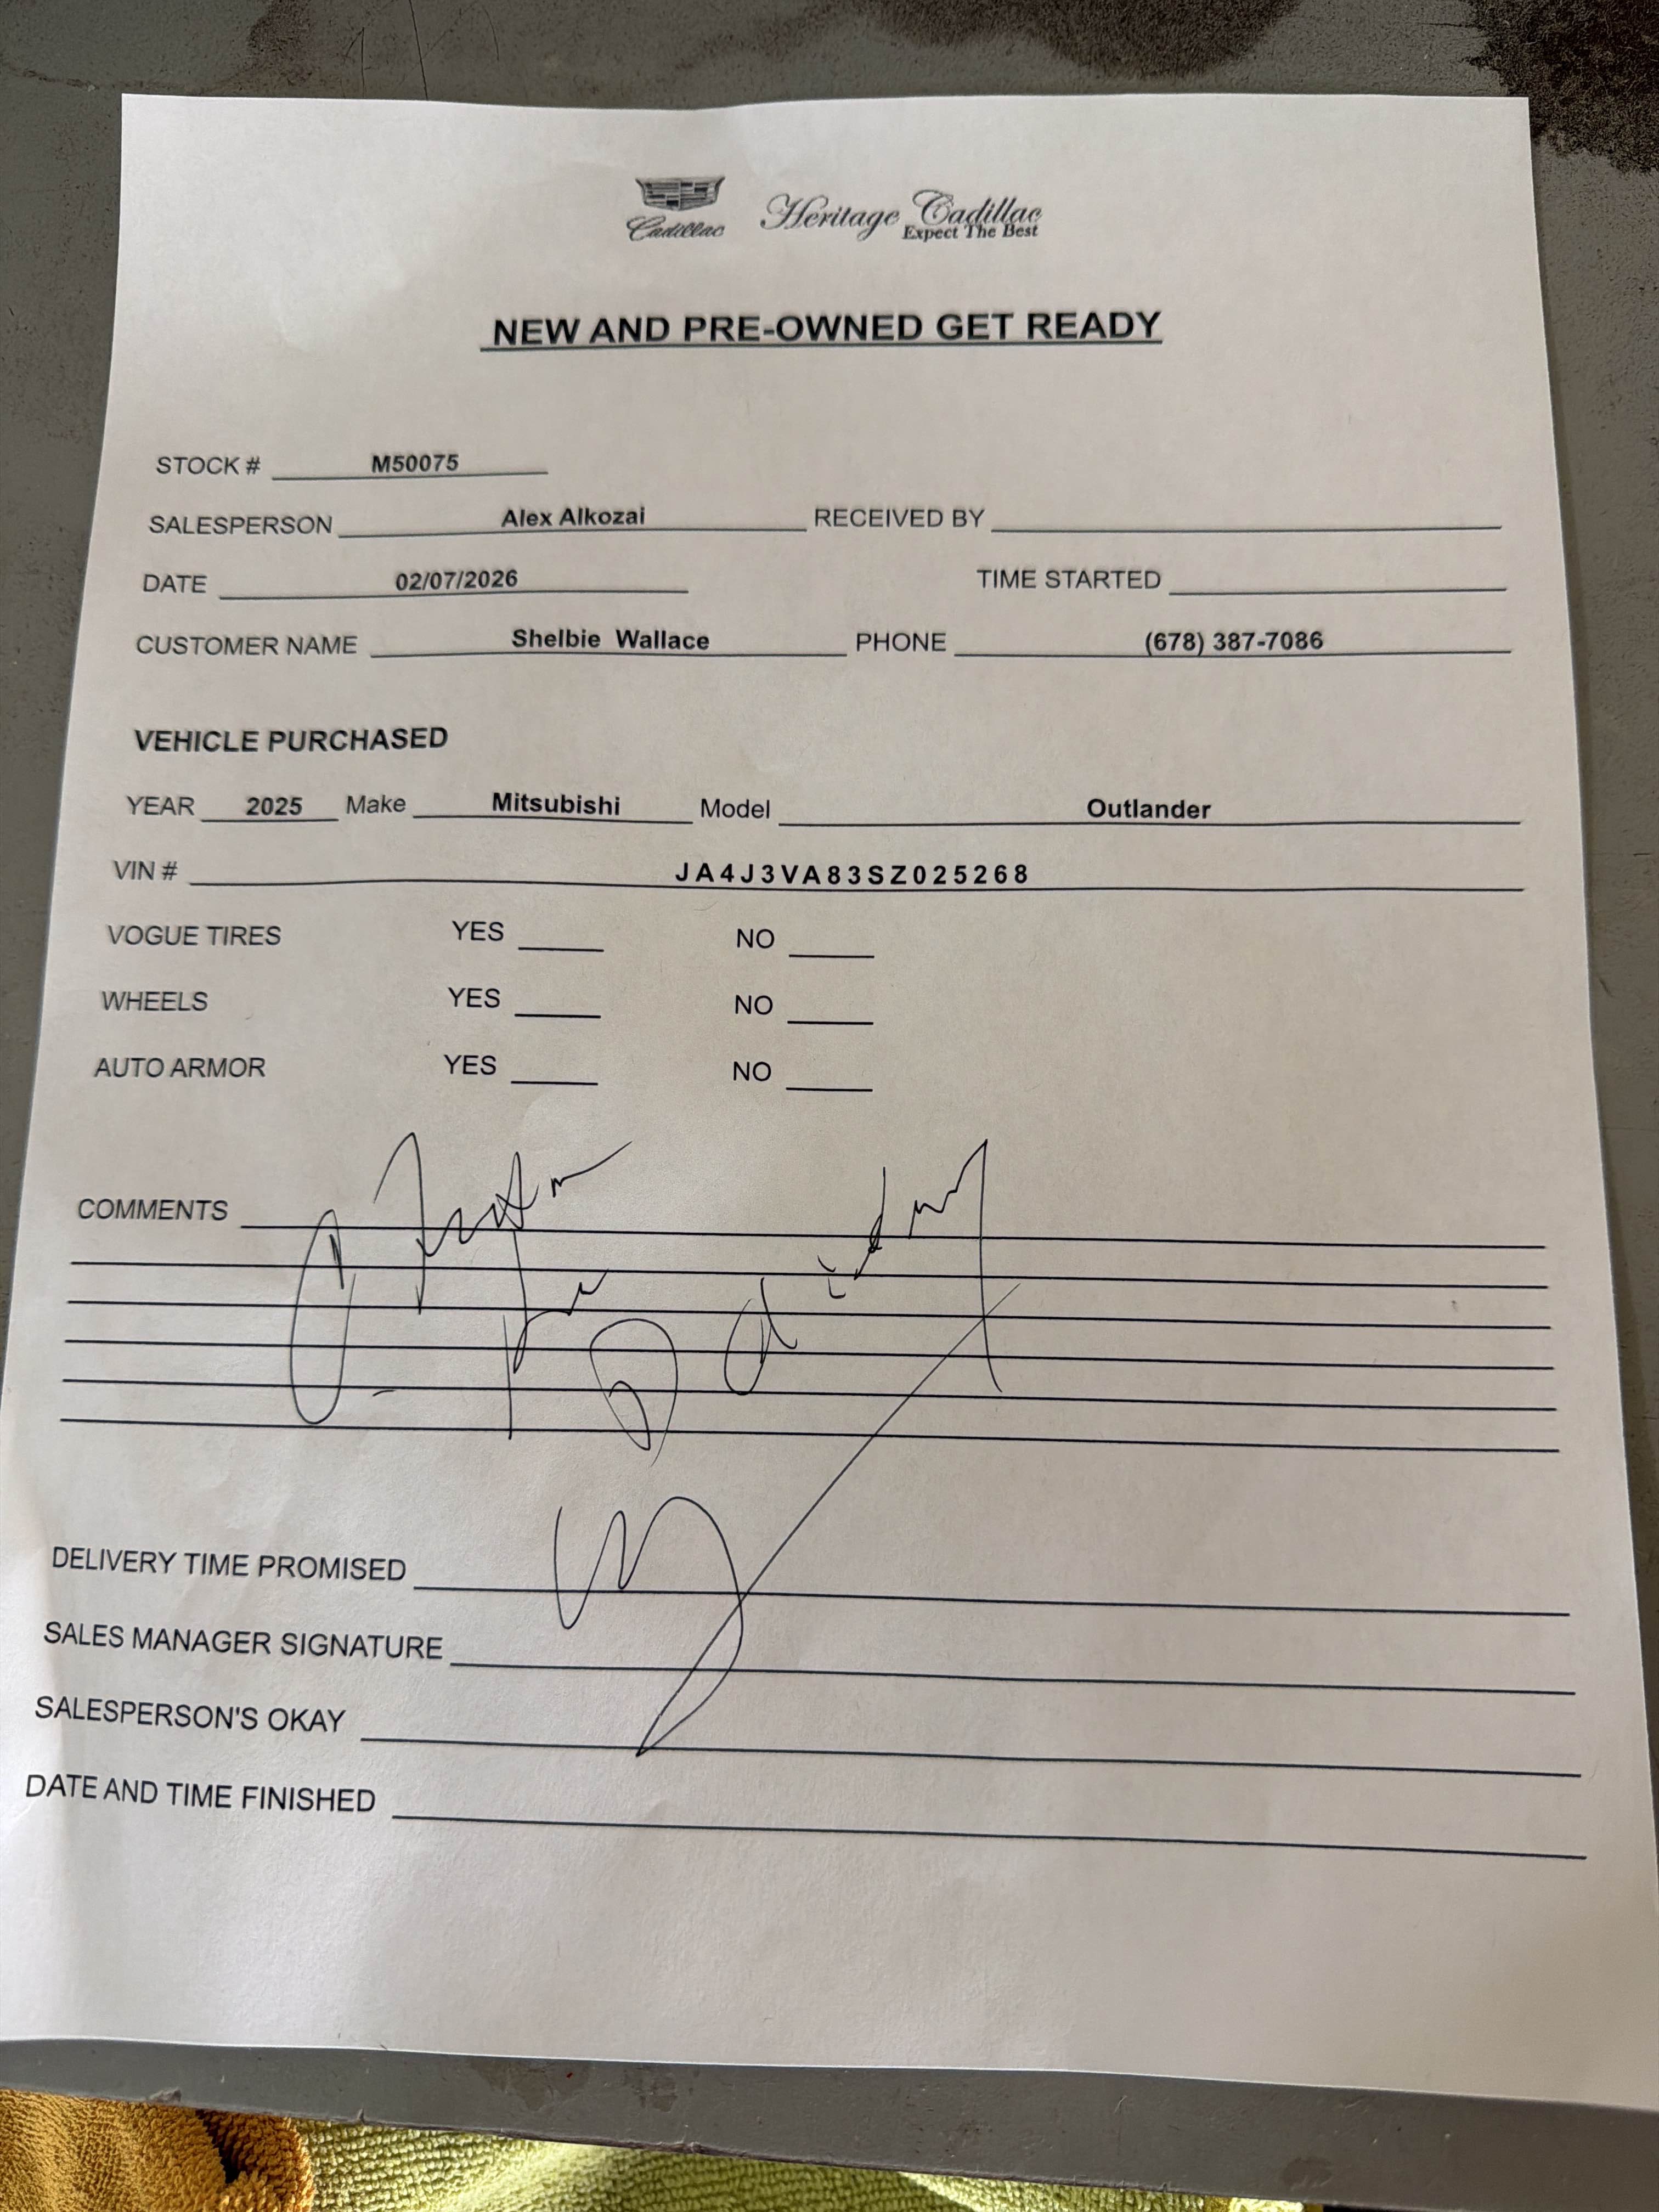 Cadillac Heritage Cadillac
Expect The Best
NEW AND PRE-OWNED GET READY
STOCK # M50075
SALESPERSON Alex Alkozai RECEIVED BY
DATE 02/07/2026 TIME STARTED
CUSTOMER NAME Shelbie Wallace PHONE (678) 387-7086
VEHICLE PURCHASED
YEAR 2025 Make Mitsubishi Model Outlander
VIN # JA4J3VA83SZ025268
VOGUE TIRES YES NO
WHEELS YES NO
AUTO ARMOR YES NO
COMMENTS
DELIVERY TIME PROMISED
SALES MANAGER SIGNATURE
SALESPERSON'S OKAY
DATE AND TIME FINISHED